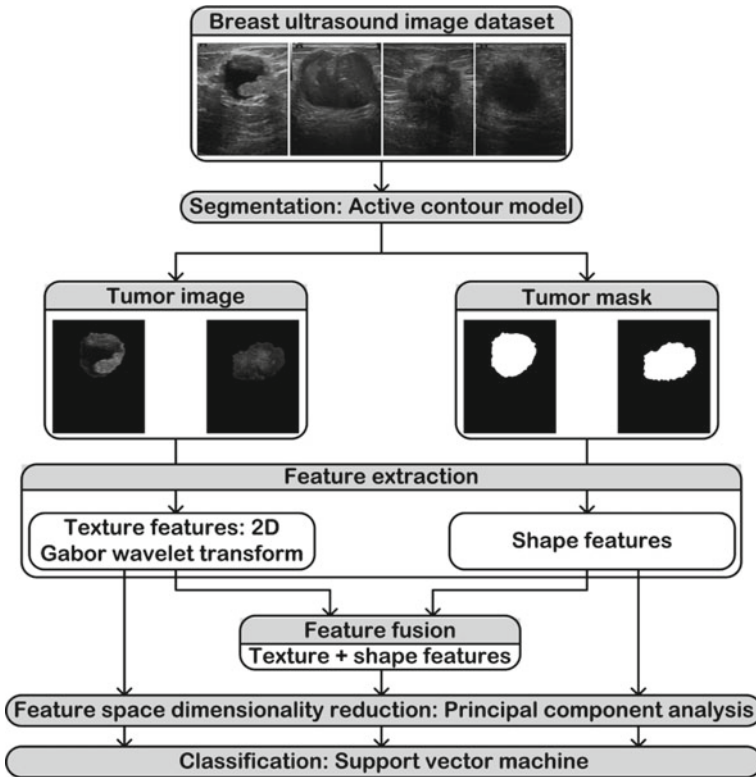 Breast ultrasound image dataset
Segmentation: Active contour model
Tumor image
Tumor mask
Feature extraction
Texture features: 2D
Gabor wavelet transform
Shape features
Feature fusion
Texture + shape features
Feature space dimensionality reduction: Principal component analysis
Classification: Support vector machine